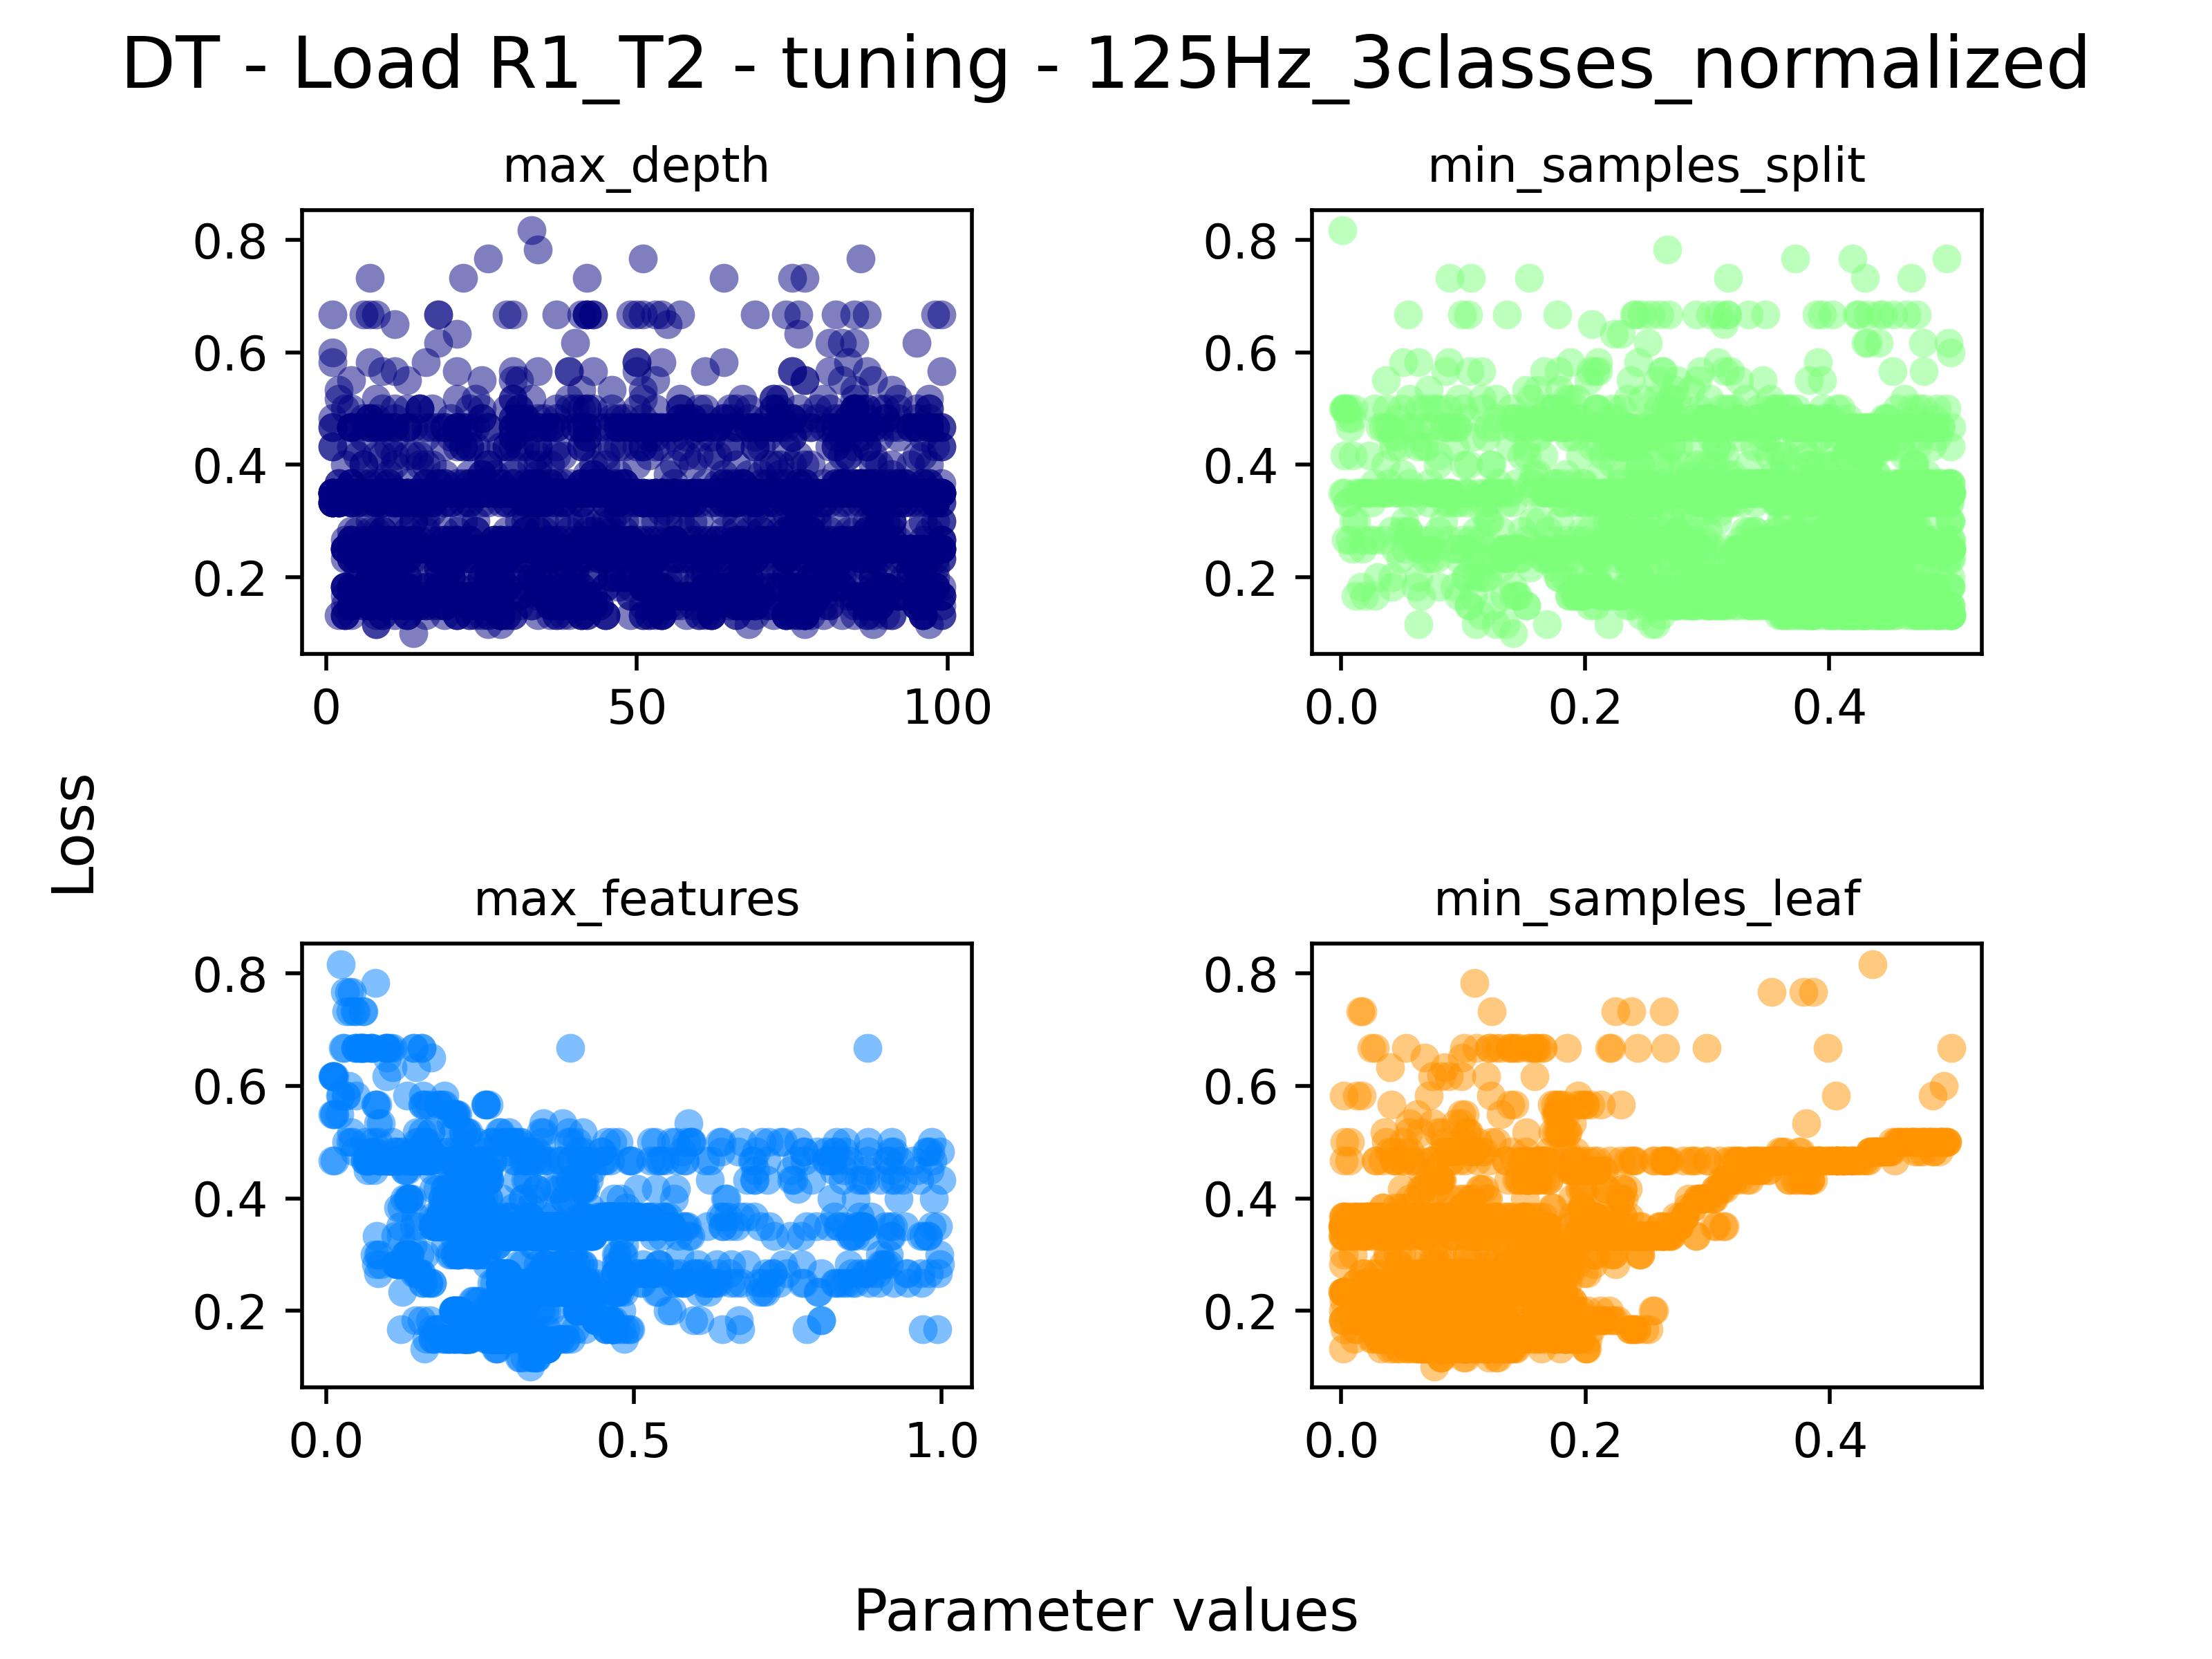 DT - Load R1_T2 - tuning - 125Hz_3classes_normalized
max_depth
0.8
0.6
0.4
0.2
0 50 100
min_samples_split
0.8
0.6
0.4
0.2
0.0 0.2 0.4
Loss
max_features
0.8
0.6
0.4
0.2
0.0 0.5 1.0
min_samples_leaf
0.8
0.6
0.4
0.2
0.0 0.2 0.4
Parameter values